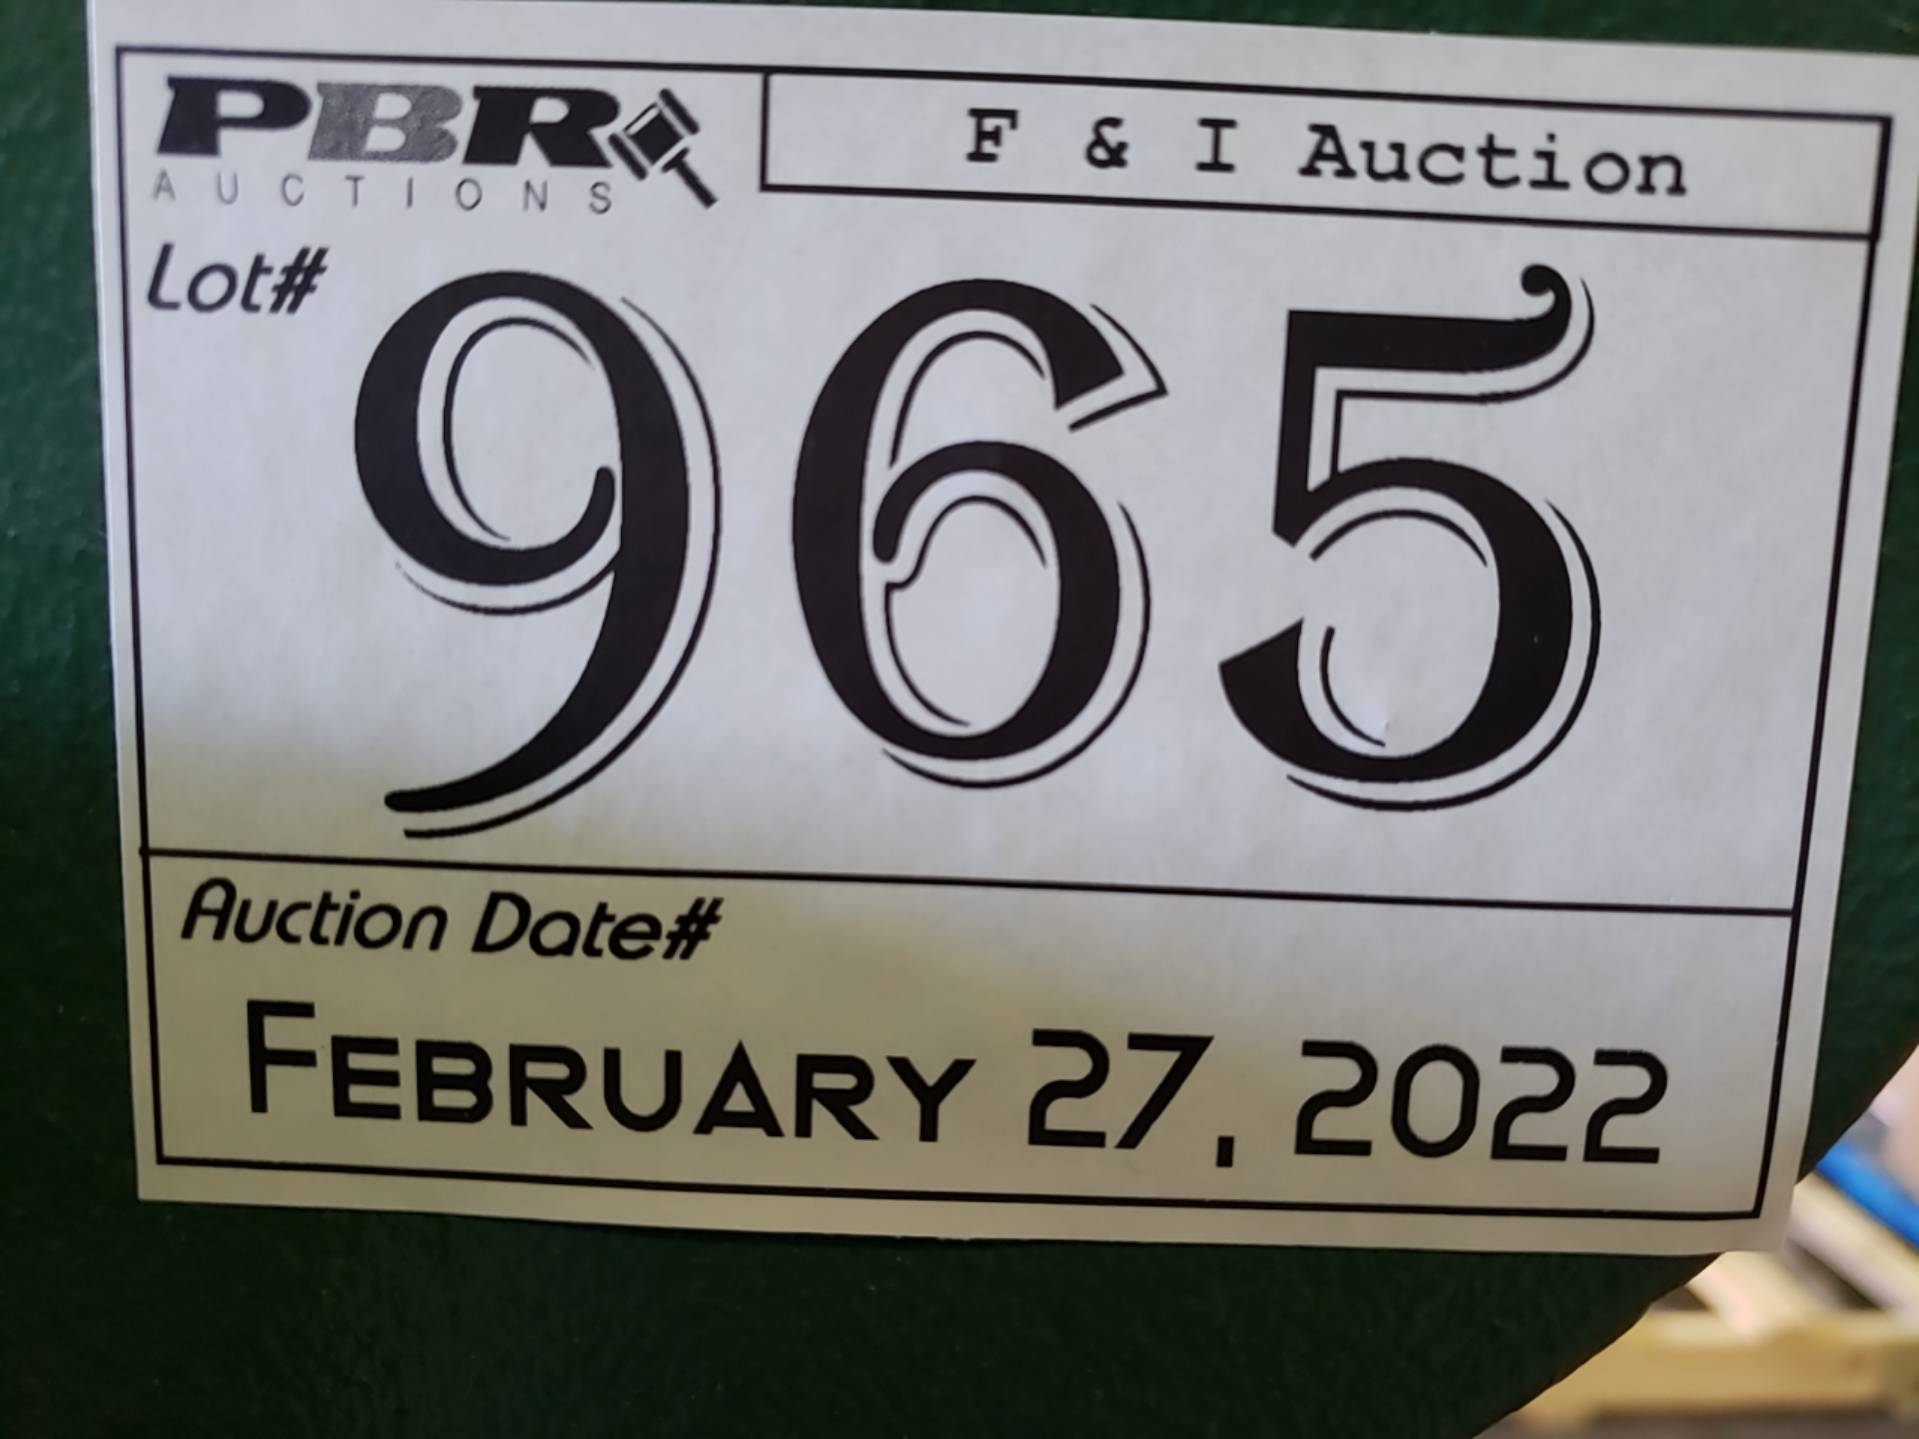 PBR
AUCTIONS
F & I Auction
Lot#
965
Auction Date#
FEBRUARY 27, 2022